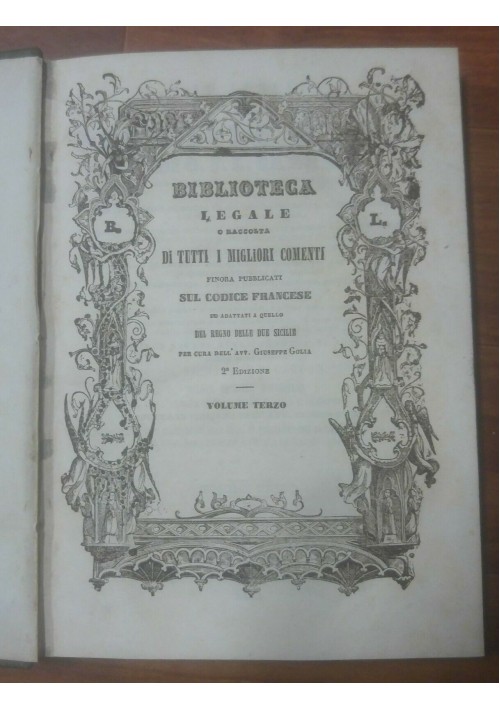 BIBLIOTECA
LEGALE
O RACCOSTA
DI TUTTI I MIGLIORI COMENTI
FINORA PUBBLICATI
SUL CODICE FRANCESE
ED ADATTATI A QUELLO
DEL REGNO DELLE DUE SICILIE
PER CURA DELL'AVV. GIUSEPPE GOLIA
2ª EDIZIONE
VOLUME TERZO
B.
L.